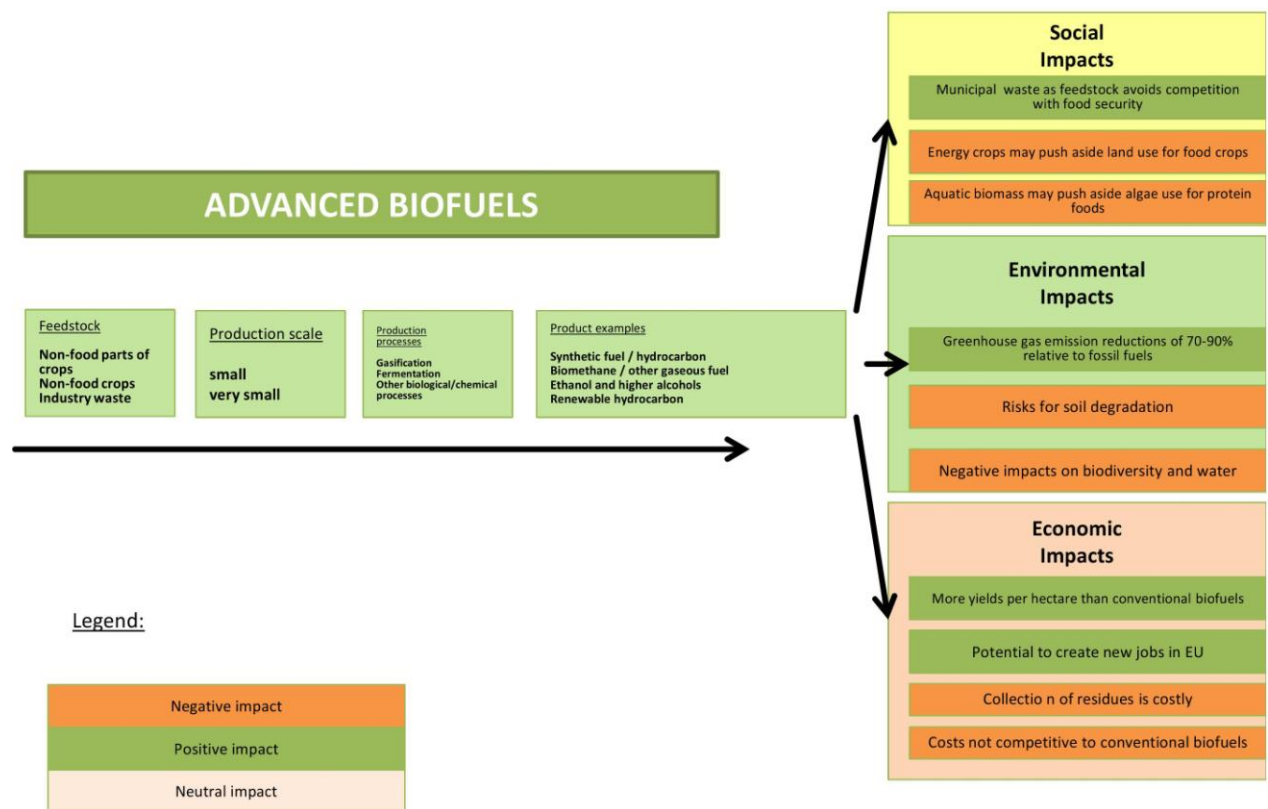 ADVANCED BIOFUELS
Feedstock
Non-food parts of
crops
Non-food crops
Industry waste
Production scale
small
very small
Production
processes
Gasification
Fermentation
Other biological/chemical
processes
Product examples
Synthetic fuel / hydrocarbon
Biomethane / other gaseous fuel
Ethanol and higher alcohols
Renewable hydrocarbon
Social
Impacts
Municipal waste as feedstock avoids competition
with food security
Energy crops may push aside land use for food crops
Aquatic biomass may push aside algae use for protein
foods
Environmental
Impacts
Greenhouse gas emission reductions of 70-90%
relative to fossil fuels
Risks for soil degradation
Negative impacts on biodiversity and water
Economic
Impacts
More yields per hectare than conventional biofuels
Potential to create new jobs in EU
Collectio n of residues is costly
Costs not competitive to conventional biofuels
Legend:
Negative impact
Positive impact
Neutral impact